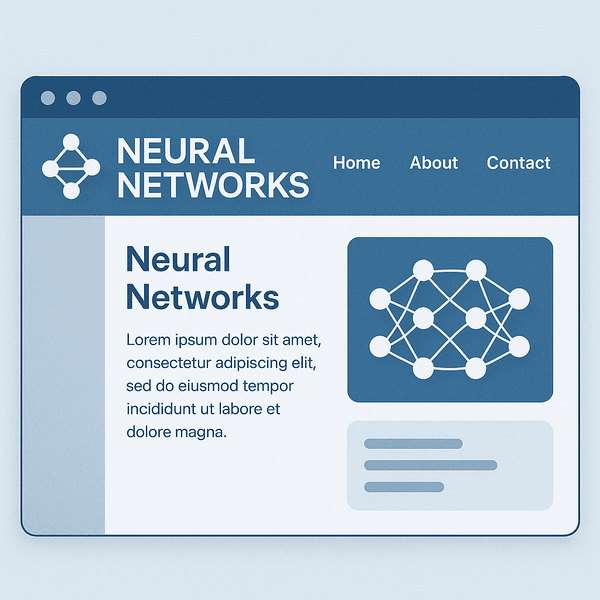 NEURAL
NETWORKS
Home About Contact
Neural
Networks
Lorem ipsum dolor sit amet,
consectetur adipiscing elit,
sed do eiusmod tempor
incididunt ut labore et
dolore magna.